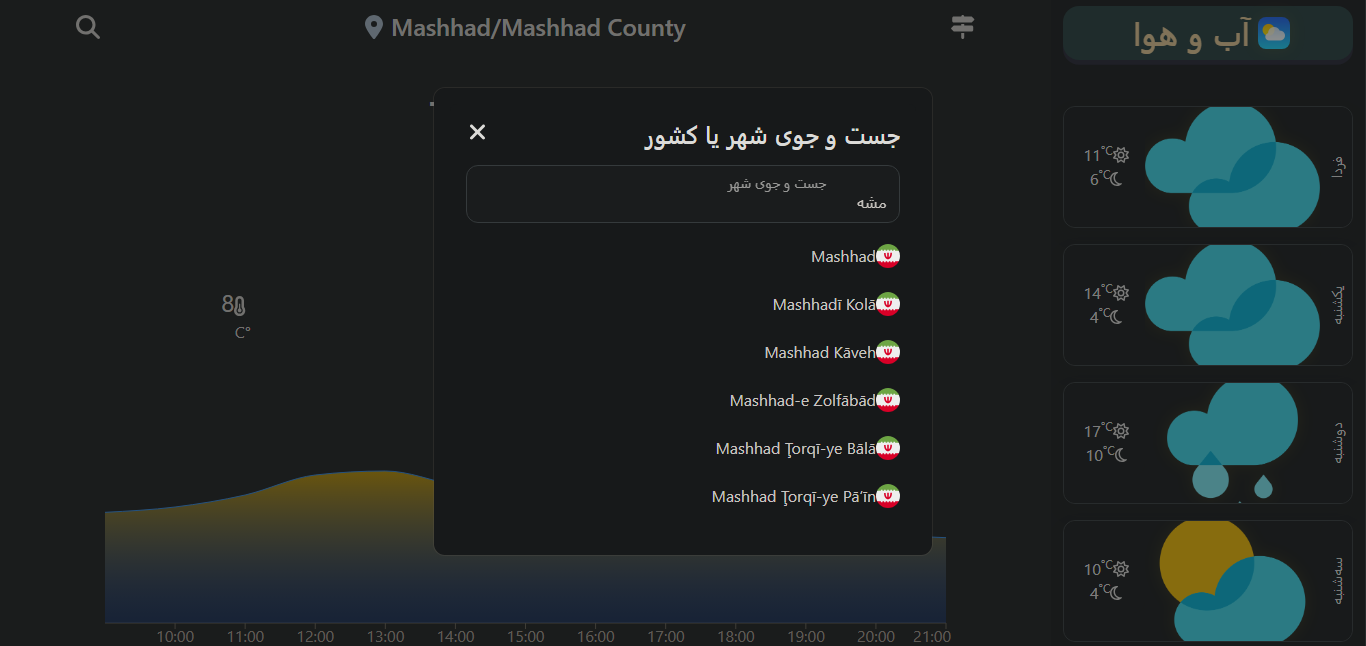 Mashhad/Mashhad County
آب و هوا
جست و جوی شهر یا کشور
جست و جوی شهر
مشه
Mashhad
Mashhadī Kolā
Mashhad Kāveh
Mashhad-e Zolfābād
Mashhad Ţorqī-ye Bālā
Mashhad Ţorqī-ye Pā’īn
8
C°
10:00 11:00 12:00 13:00 14:00 15:00 16:00 17:00 18:00 19:00 20:00 21:00
فردا
11°C
6°C
یکشنبه
14°C
4°C
دوشنبه
17°C
10°C
سه‌شنبه
10°C
4°C